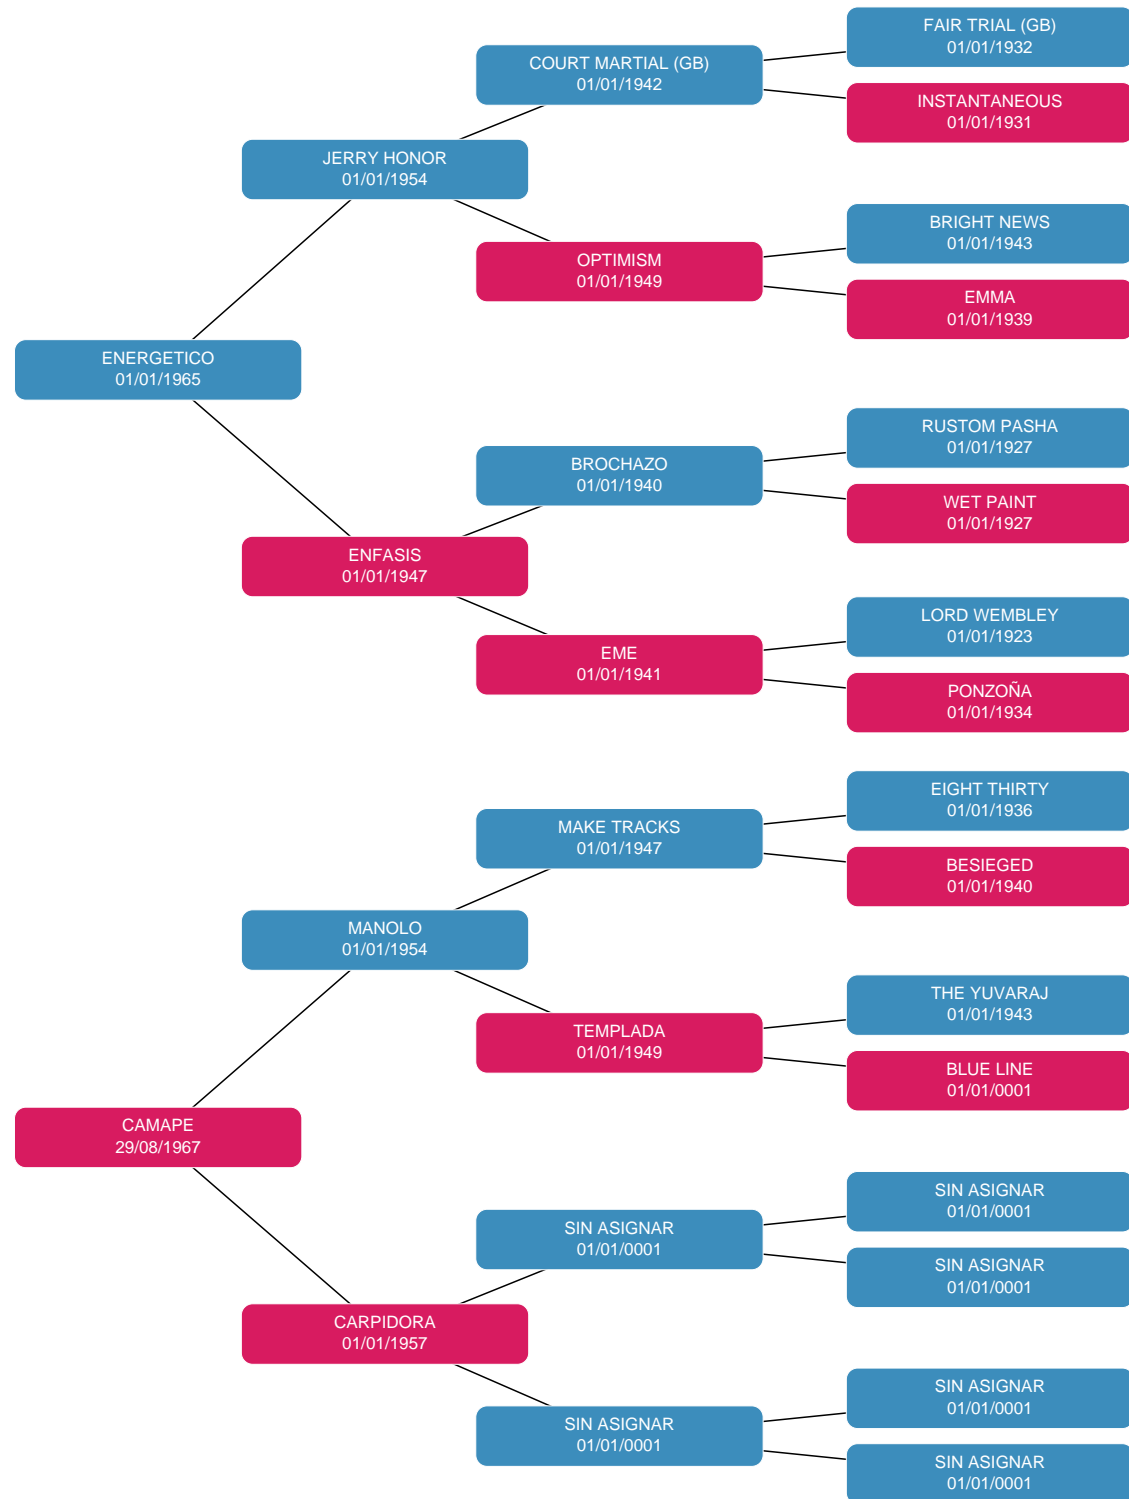 FAIR TRIAL (GB)
01/01/1932
COURT MARTIAL (GB)
01/01/1942
INSTANTANEOUS
01/01/1931
JERRY HONOR
01/01/1954
BRIGHT NEWS
01/01/1943
OPTIMISM
01/01/1949
EMMA
01/01/1939
ENERGETICO
01/01/1965
RUSTOM PASHA
01/01/1927
BROCHAZO
01/01/1940
WET PAINT
01/01/1927
ENFASIS
01/01/1947
LORD WEMBLEY
01/01/1923
EME
01/01/1941
PONZOÑA
01/01/1934
EIGHT THIRTY
01/01/1936
MAKE TRACKS
01/01/1947
BESIEGED
01/01/1940
MANOLO
01/01/1954
THE YUVARAJ
01/01/1943
TEMPLADA
01/01/1949
BLUE LINE
01/01/0001
CAMAPE
29/08/1967
SIN ASIGNAR
01/01/0001
SIN ASIGNAR
01/01/0001
SIN ASIGNAR
01/01/0001
CARPIDORA
01/01/1957
SIN ASIGNAR
01/01/0001
SIN ASIGNAR
01/01/0001
SIN ASIGNAR
01/01/0001